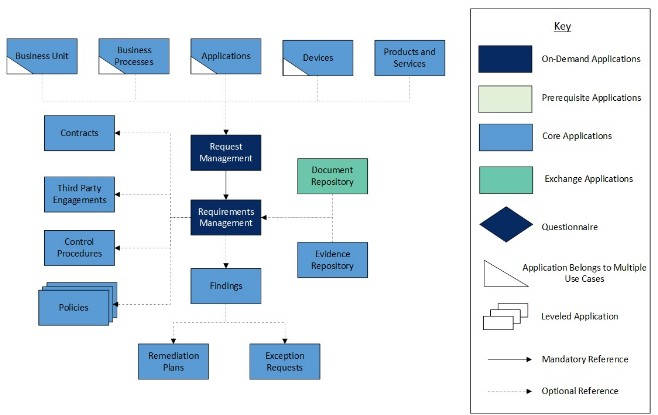 Business Unit
Business
Processes
Applications
Devices
Products and
Services
Contracts
Third Party
Engagements
Control
Procedures
Policies
Request
Management
Requirements
Management
Findings
Document
Repository
Evidence
Repository
Remediation
Plans
Exception
Requests
Key
On-Demand Applications
Prerequisite Applications
Core Applications
Exchange Applications
Questionnaire
Application Belongs to Multiple
Use Cases
Leveled Application
Mandatory Reference
Optional Reference